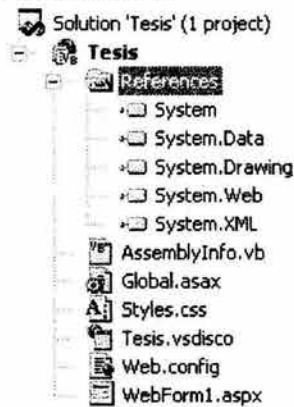 Solution 'Tesis' (1 project)
Tesis
References
System
System.Data
System.Drawing
System.Web
System.XML
AssemblyInfo.vb
Global.asax
Styles.css
Tesis.vsdisco
Web.config
WebForm1.aspx